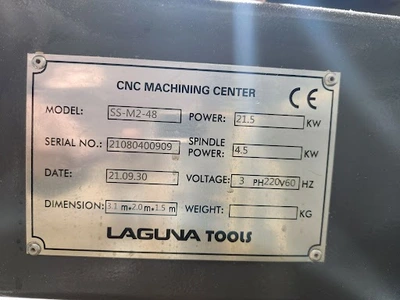 CNC MACHINING CENTER CE
MODEL: SS-M2-48 POWER: 21.5 KW
SERIAL NO.: 21080400909 SPINDLE POWER: 4.5 KW
DATE: 21.09.30 VOLTAGE: 3 PH220V60 HZ
DIMENSION: 3.1 m*2.0m*1.5 m WEIGHT: KG
LAGUNA TOOLS